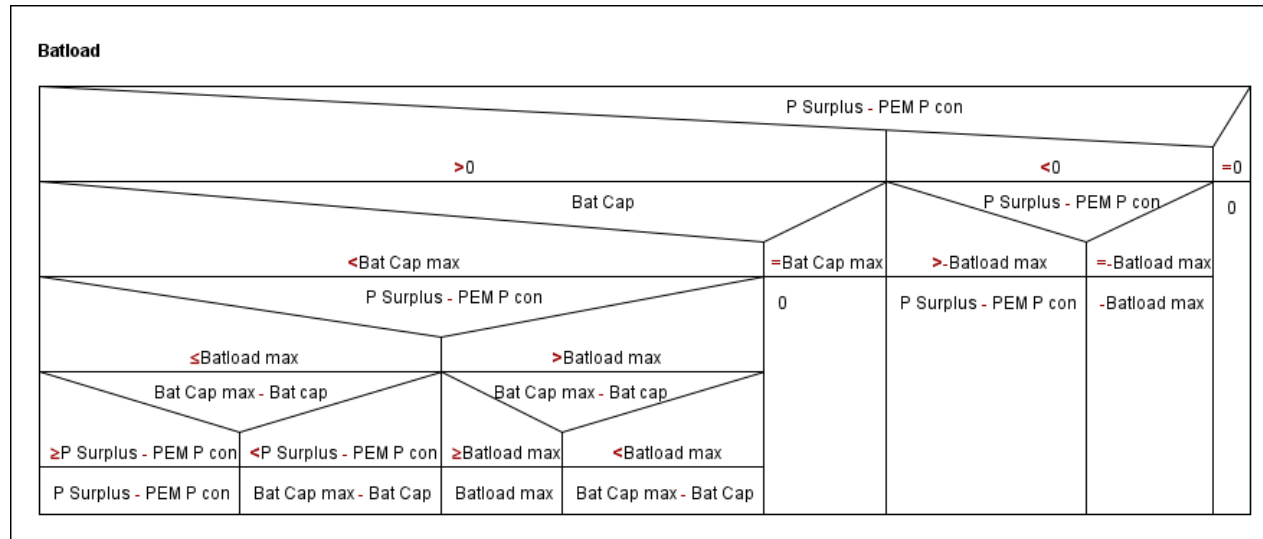 Batload
P Surplus - PEM P con
>0
<0
=0
Bat Cap
P Surplus - PEM P con
0
<Bat Cap max
=Bat Cap max
>-Batload max
=-Batload max
P Surplus - PEM P con
0
P Surplus - PEM P con
-Batload max
≤Batload max
>Batload max
Bat Cap max - Bat cap
Bat Cap max - Bat cap
≥P Surplus - PEM P con
<P Surplus - PEM P con
≥Batload max
<Batload max
P Surplus - PEM P con
Bat Cap max - Bat Cap
Batload max
Bat Cap max - Bat Cap